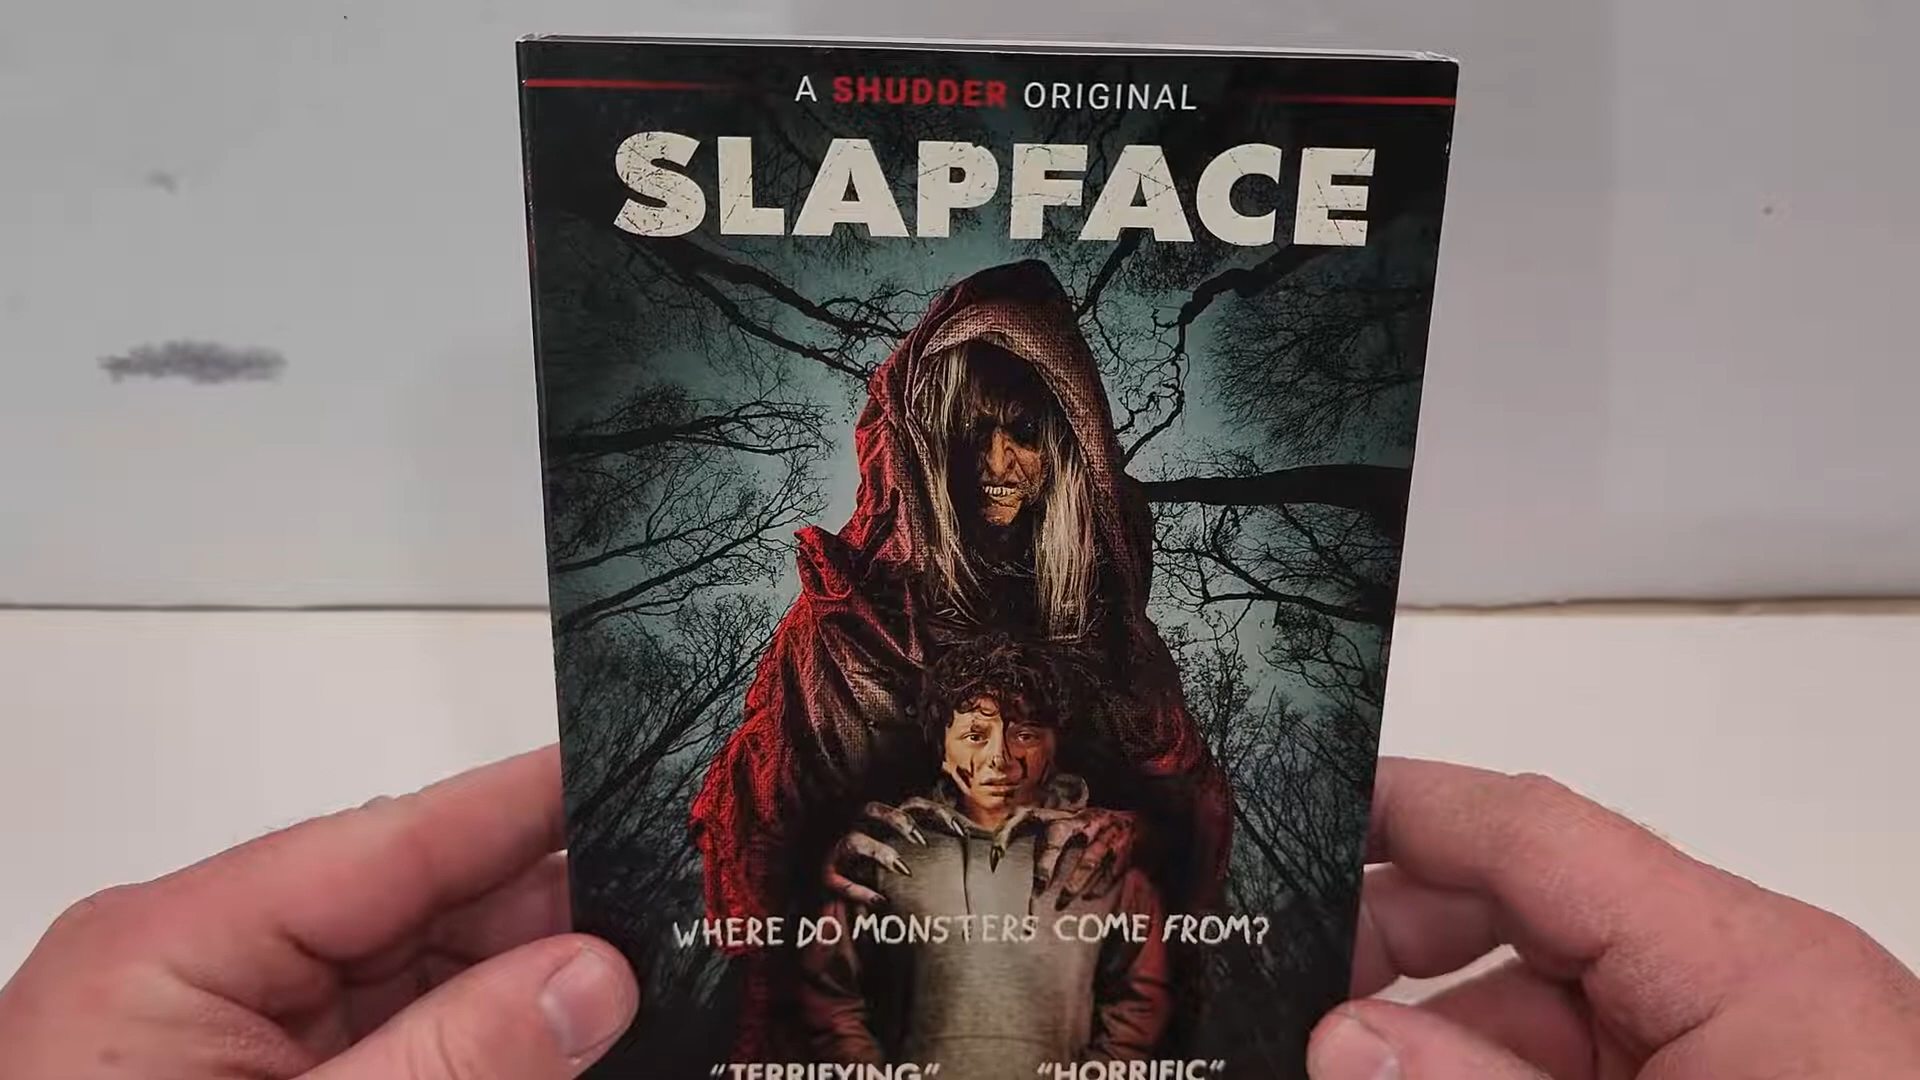 A SHUDDER ORIGINAL
SLAPFACE
WHERE DO MONSTERS COME FROM?
"TERRIFYING" "HORRIFIC"